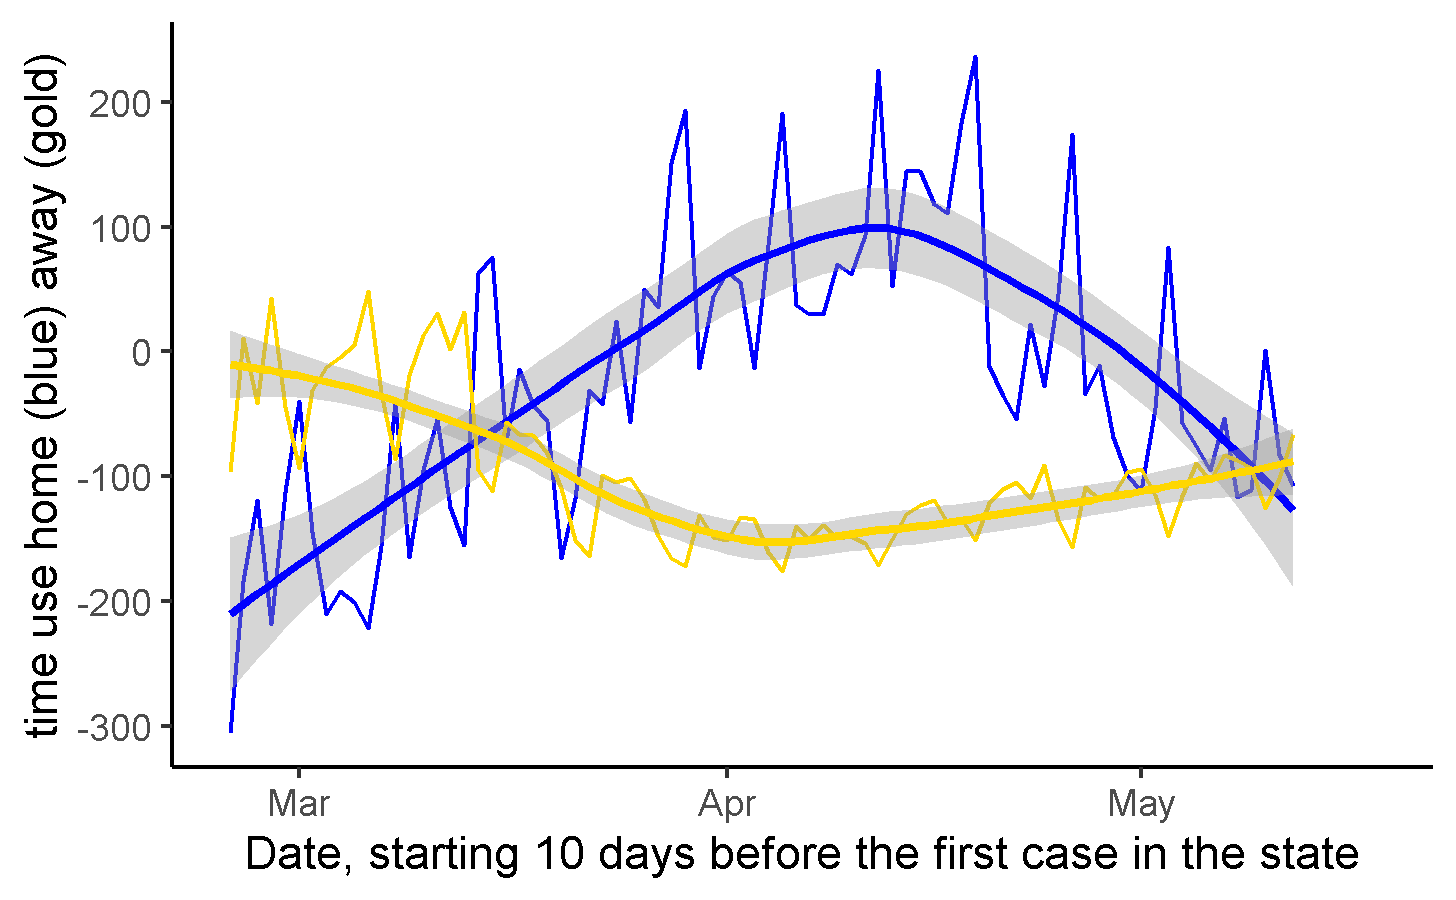 time use home (blue) away (gold)
200
100
0
-100
-200
-300
Mar Apr May
Date, starting 10 days before the first case in the state